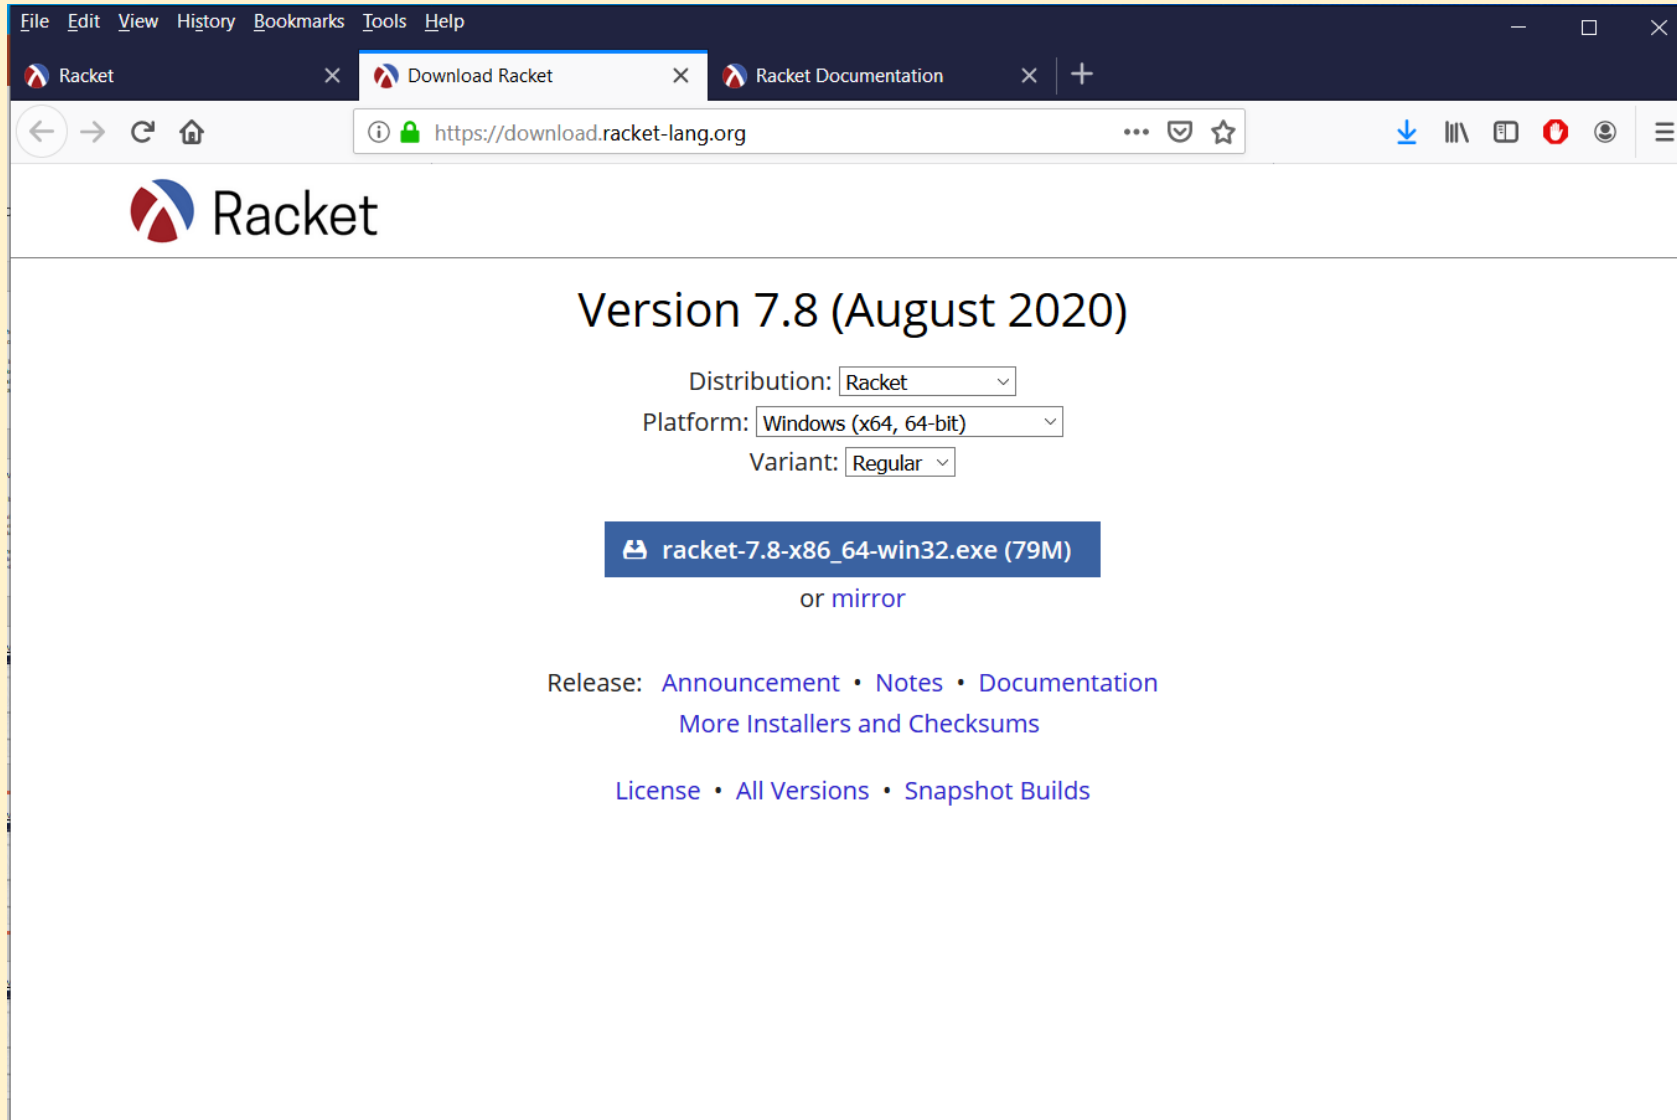 File Edit View History Bookmarks Tools Help
Racket Download Racket Racket Documentation
https://download.racket-lang.org
Racket
Version 7.8 (August 2020)
Distribution: Racket
Platform: Windows (x64, 64-bit)
Variant: Regular
racket-7.8-x86_64-win32.exe (79M)
or mirror
Release: Announcement • Notes • Documentation
More Installers and Checksums
License • All Versions • Snapshot Builds